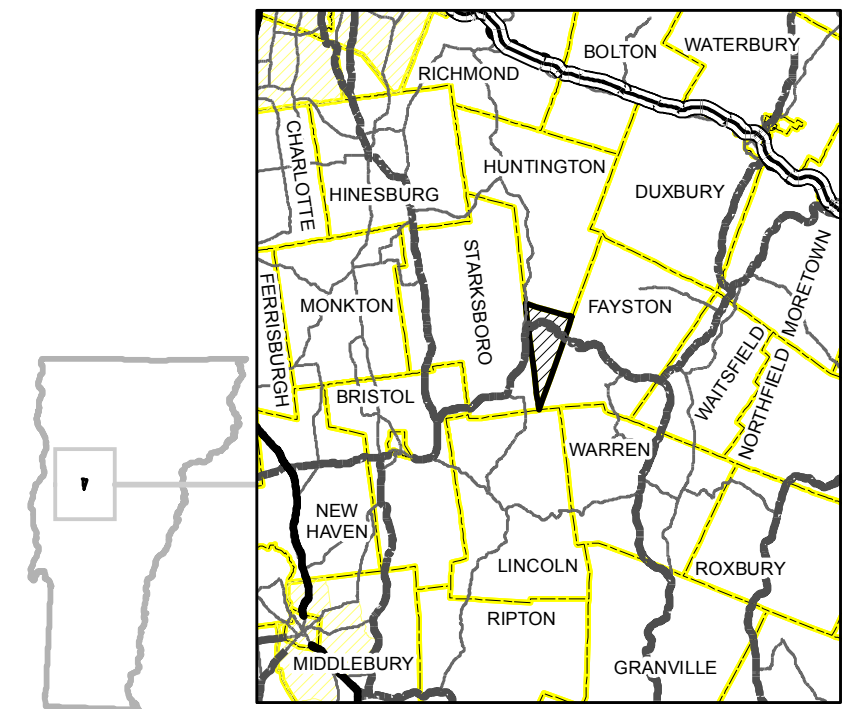 BOLTON
WATERBURY
RICHMOND
CHARLOTTE
HUNTINGTON
HINESBURG
DUXBURY
STARKSBORO
MORETOWN
FERRISBURGH
MONKTON
FAYSTON
WAITSFIELD
NORTHFIELD
BRISTOL
WARREN
NEW
HAVEN
LINCOLN
ROXBURY
RIPTON
MIDDLEBURY
GRANVILLE